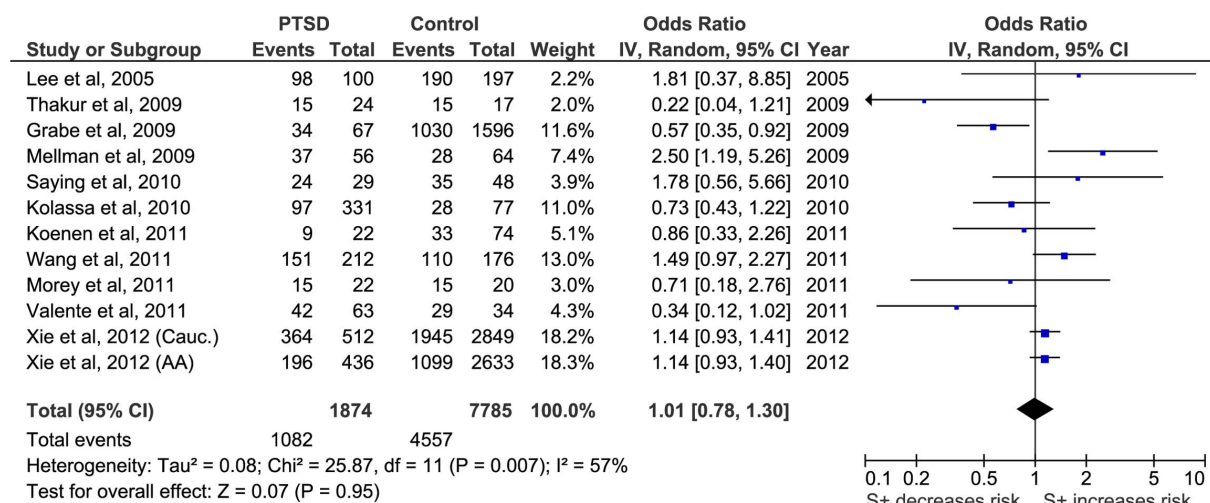 PTSD Control Odds Ratio Odds Ratio
Study or Subgroup Events Total Events Total Weight IV, Random, 95% CI Year IV, Random, 95% CI
Lee et al, 2005 98 100 190 197 2.2% 1.81 [0.37, 8.85] 2005
Thakur et al, 2009 15 24 15 17 2.0% 0.22 [0.04, 1.21] 2009
Grabe et al, 2009 34 67 1030 1596 11.6% 0.57 [0.35, 0.92] 2009
Mellman et al, 2009 37 56 28 64 7.4% 2.50 [1.19, 5.26] 2009
Saying et al, 2010 24 29 35 48 3.9% 1.78 [0.56, 5.66] 2010
Kolassa et al, 2010 97 331 28 77 11.0% 0.73 [0.43, 1.22] 2010
Koenen et al, 2011 9 22 33 74 5.1% 0.86 [0.33, 2.26] 2011
Wang et al, 2011 151 212 110 176 13.0% 1.49 [0.97, 2.27] 2011
Morey et al, 2011 15 22 15 20 3.0% 0.71 [0.18, 2.76] 2011
Valente et al, 2011 42 63 29 34 4.3% 0.34 [0.12, 1.02] 2011
Xie et al, 2012 (Cauc.) 364 512 1945 2849 18.2% 1.14 [0.93, 1.41] 2012
Xie et al, 2012 (AA) 196 436 1099 2633 18.3% 1.14 [0.93, 1.40] 2012
Total (95% CI) 1874 7785 100.0% 1.01 [0.78, 1.30]
Total events 1082 4557
Heterogeneity: Tau² = 0.08; Chi² = 25.87, df = 11 (P = 0.007); I² = 57%
Test for overall effect: Z = 0.07 (P = 0.95)
0.1 0.2 0.5 1 2 5 10
S+ decreases risk S+ increases risk